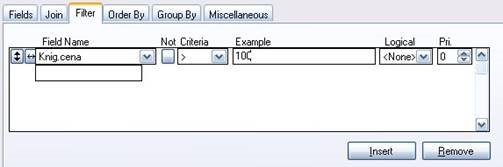 Fields Join Filter Order By Group By Miscellaneous
Field Name Not Criteria Example Logical Pri.
Knig.cena > 100 <None> 0
Insert Remove